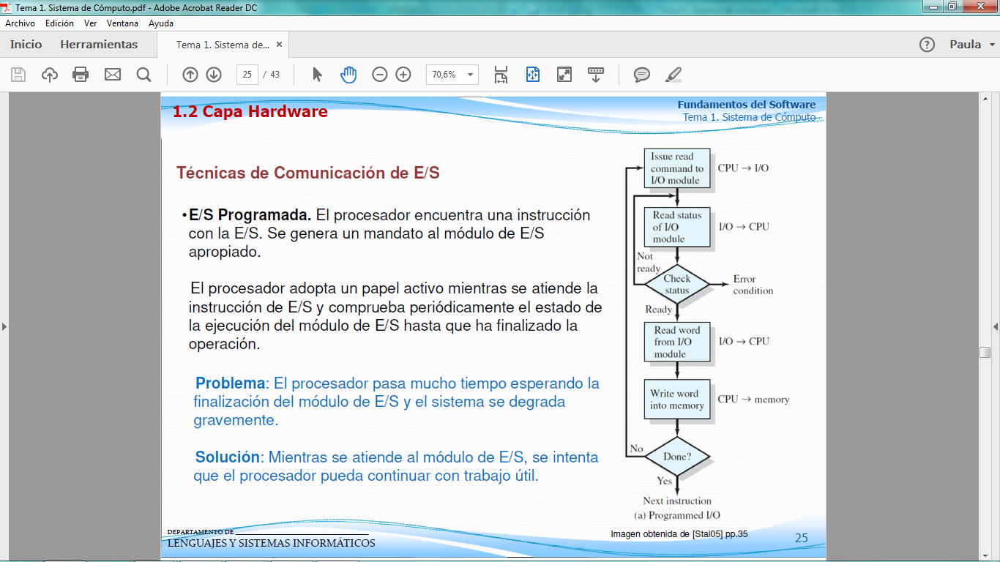 Tema 1. Sistema de Cómputo.pdf - Adobe Acrobat Reader DC
Archivo Edición Ver Ventana Ayuda
Inicio Herramientas Tema 1. Sistema de... × ? Paula
25 / 43 70,6%
1.2 Capa Hardware
Fundamentos del Software
Tema 1. Sistema de Cómputo
Técnicas de Comunicación de E/S
•E/S Programada. El procesador encuentra una instrucción
con la E/S. Se genera un mandato al módulo de E/S
apropiado.
El procesador adopta un papel activo mientras se atiende la
instrucción de E/S y comprueba periódicamente el estado de
la ejecución del módulo de E/S hasta que ha finalizado la
operación.
Problema: El procesador pasa mucho tiempo esperando la
finalización del módulo de E/S y el sistema se degrada
gravemente.
Solución: Mientras se atiende al módulo de E/S, se intenta
que el procesador pueda continuar con trabajo útil.
Issue read
command to
I/O module
CPU → I/O
Read status
of I/O
module
I/O → CPU
Not
ready
Check
status
Error
condition
Ready
Read word
from I/O
module
I/O → CPU
Write word
into memory
CPU → memory
No
Done?
Yes
Next instruction
(a) Programmed I/O
Imagen obtenida de [Stal05] pp.35
DEPARTAMENTO DE
LENGUAJES Y SISTEMAS INFORMÁTICOS
25